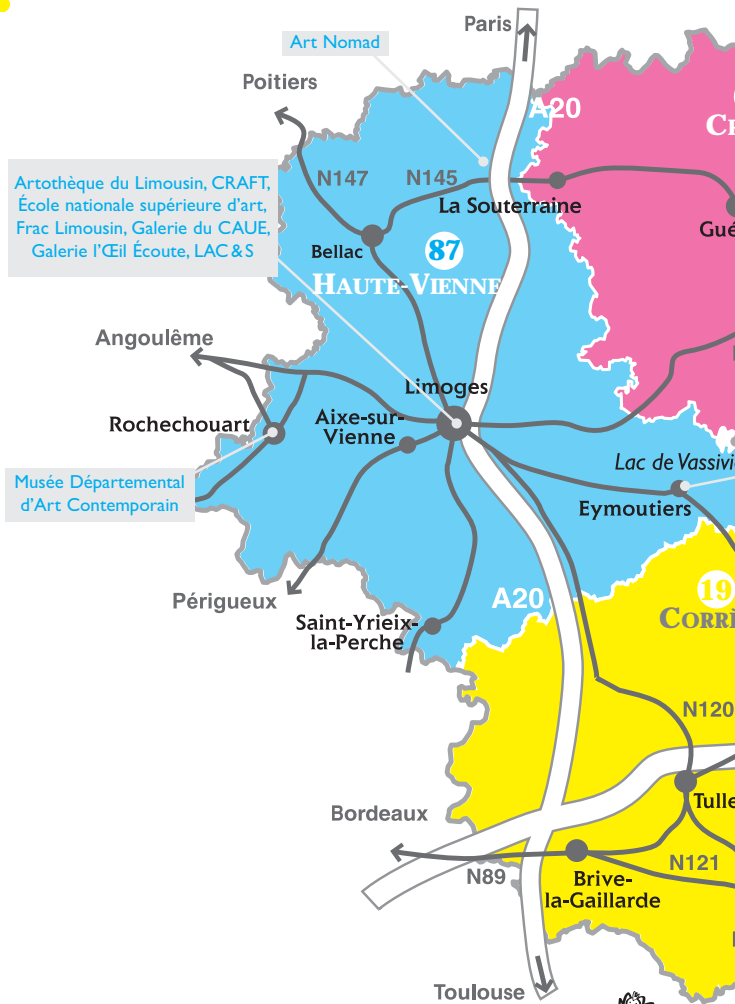 Paris
Art Nomad
Poitiers
A20
N147
N145
Artothèque du Limousin, CRAFT,
École nationale supérieure d'art,
Frac Limousin, Galerie du CAUE,
Galerie l'Œil Écoute, LAC&S
La Souterraine
Gué
Bellac
87
HAUTE-VIENNE
Angoulême
Limoges
Rochechouart
Aixe-sur-
Vienne
Musée Départemental
d'Art Contemporain
Lac de Vassivi
Eymoutiers
Périgueux
A20
19
CORR
Saint-Yrieix-
la-Perche
N120
Tulle
Bordeaux
N89
N121
Brive-
la-Gaillarde
Toulouse